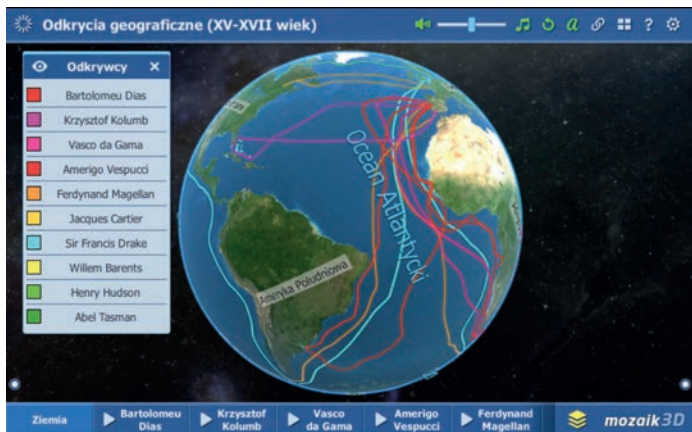 Odkrycia geograficzne (XV-XVII wiek)
a
?
Odkrywcy
Bartolomeu Dias
Krzysztof Kolumb
Vasco da Gama
Amerigo Vespucci
Ferdynand Magellan
Jacques Cartier
Sir Francis Drake
Willem Barents
Henry Hudson
Abel Tasman
Ocean Atlantycki
Ameryka Południowa
Ziemia
Bartolomeu
Dias
Krzysztof
Kolumb
Vasco
da Gama
Amerigo
Vespucci
Ferdynand
Magellan
mozaik3D